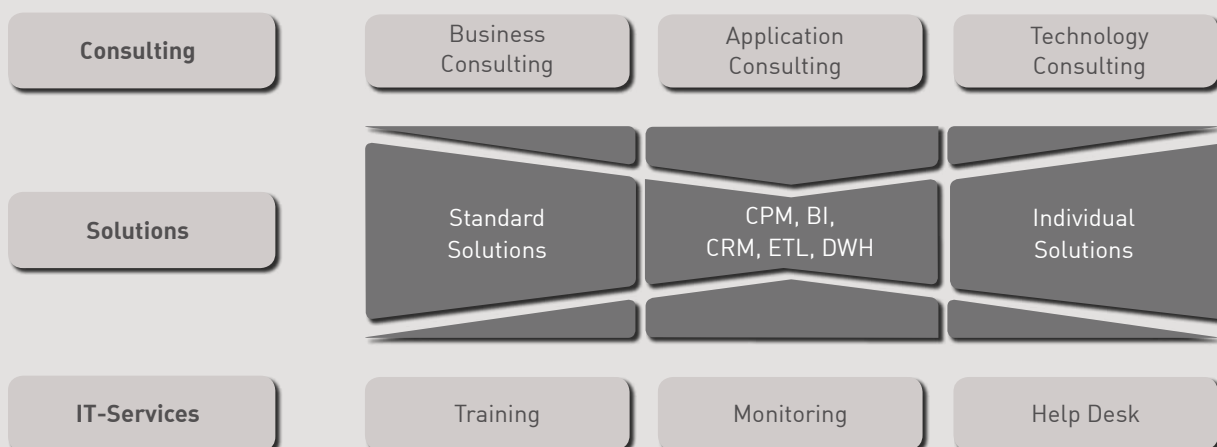 Consulting
Business
Consulting
Application
Consulting
Technology
Consulting
Solutions
Standard
Solutions
CPM, BI,
CRM, ETL, DWH
Individual
Solutions
IT-Services
Training
Monitoring
Help Desk